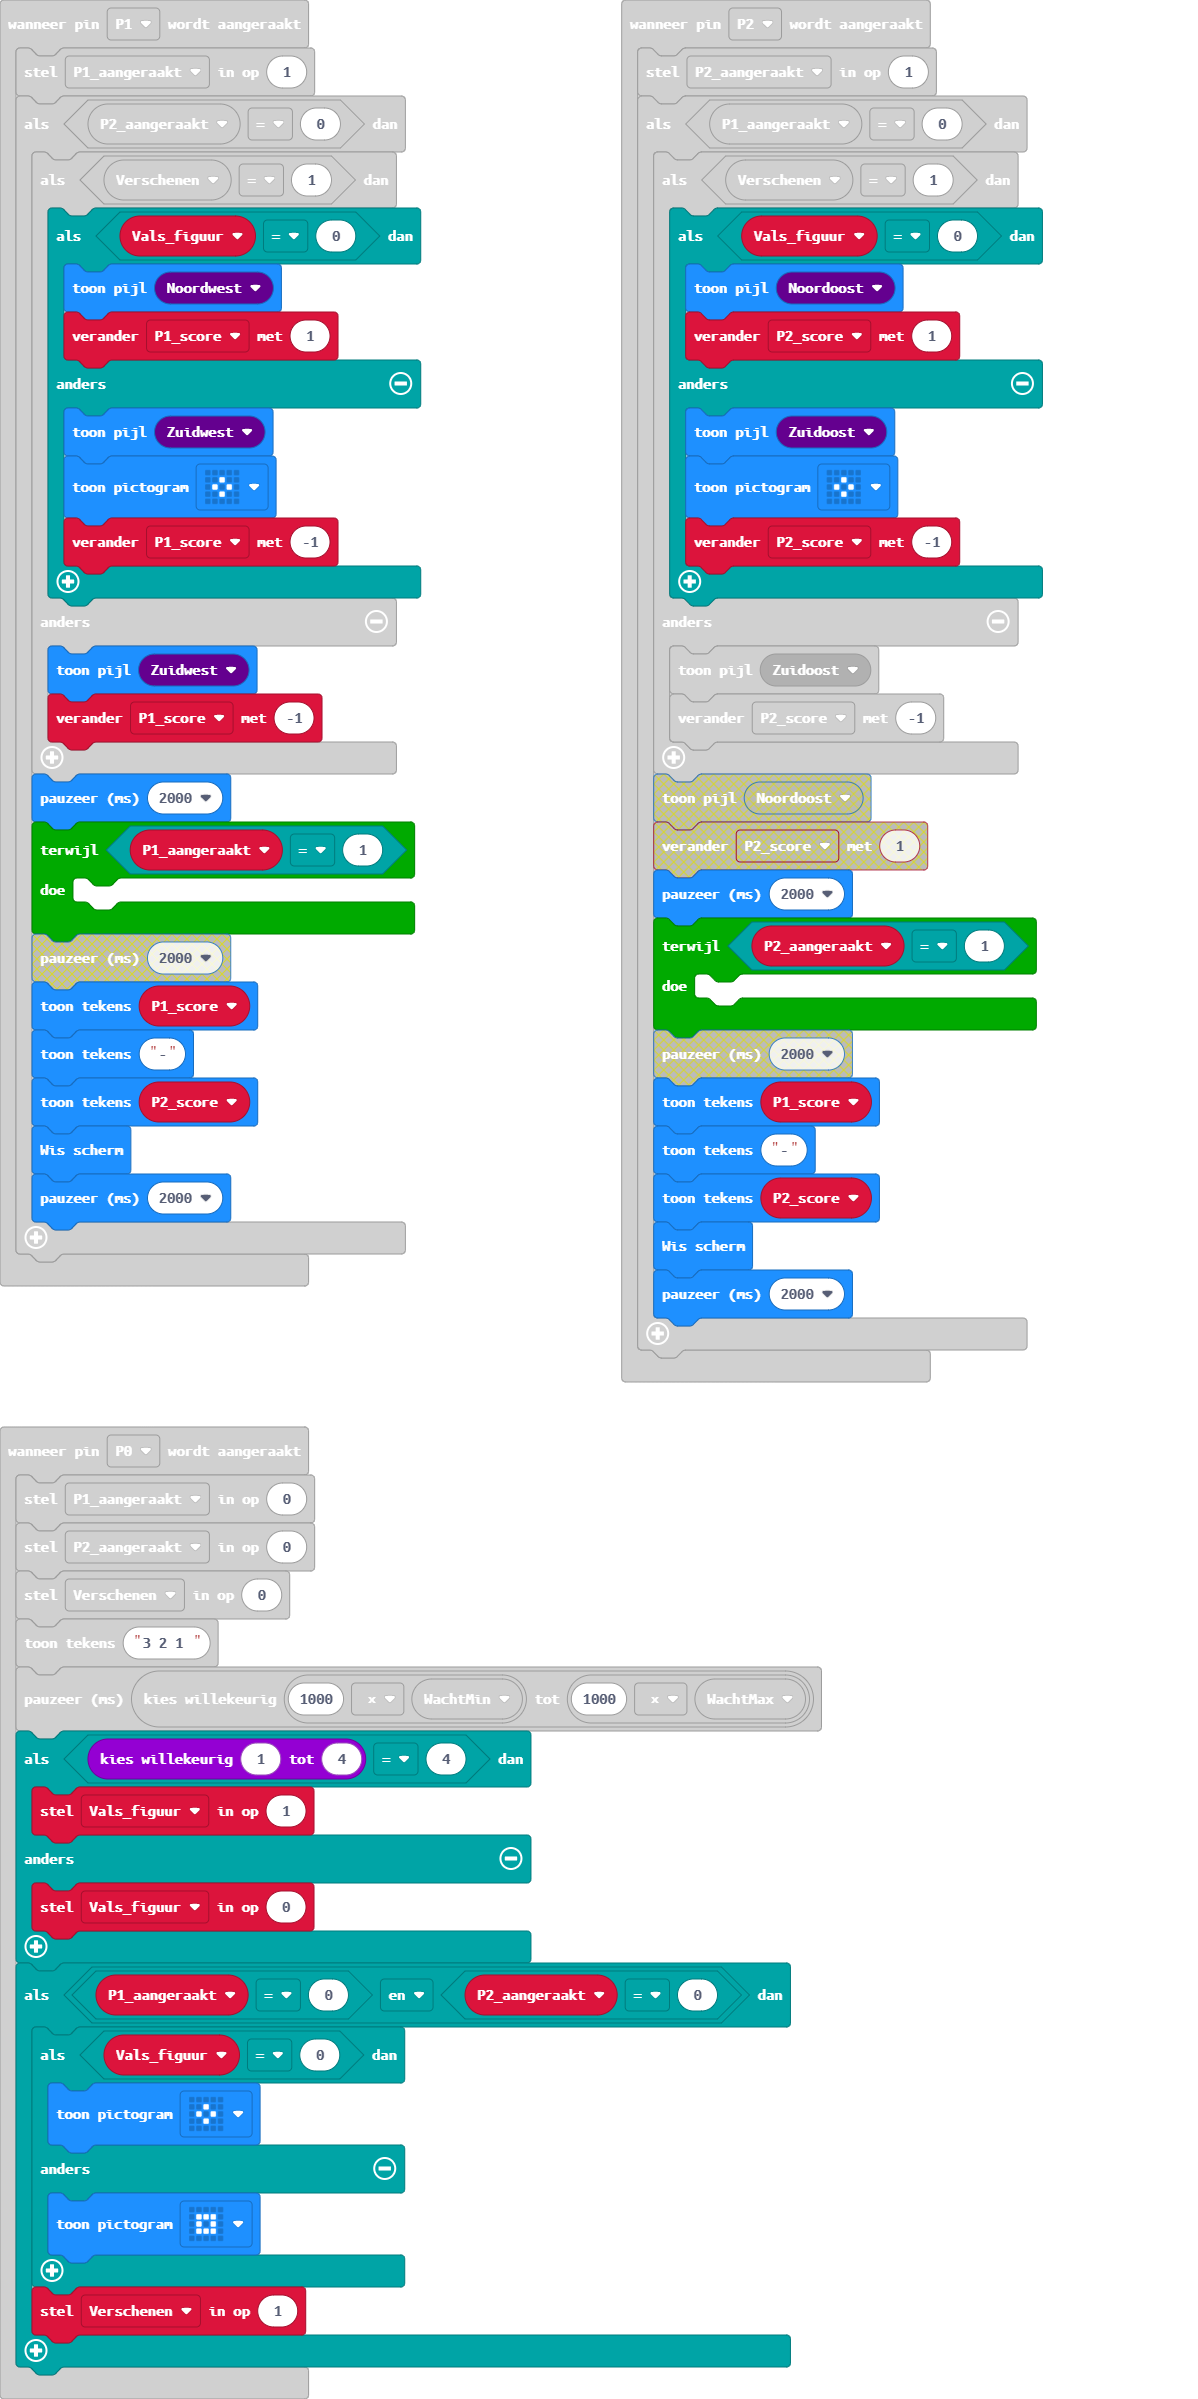 wanneer pin P1 wordt aangeraakt
stel P1_aangeraakt in op 1
als P2_aangeraakt = 0 dan
als Verschenen = 1 dan
als Vals_figuur = 0 dan
toon pijl Noordwest
verander P1_score met 1
anders
toon pijl Zuidwest
toon pictogram
verander P1_score met -1
anders
toon pijl Zuidwest
verander P1_score met -1
pauzeer (ms) 2000
terwijl P1_aangeraakt = 1
doe
pauzeer (ms) 2000
toon tekens P1_score
toon tekens "-"
toon tekens P2_score
Wis scherm
pauzeer (ms) 2000
wanneer pin P2 wordt aangeraakt
stel P2_aangeraakt in op 1
als P1_aangeraakt = 0 dan
als Verschenen = 1 dan
als Vals_figuur = 0 dan
toon pijl Noordoost
verander P2_score met 1
anders
toon pijl Zuidoost
toon pictogram
verander P2_score met -1
anders
toon pijl Zuidoost
verander P2_score met -1
toon pijl Noordoost
verander P2_score met 1
pauzeer (ms) 2000
terwijl P2_aangeraakt = 1
doe
pauzeer (ms) 2000
toon tekens P1_score
toon tekens "-"
toon tekens P2_score
Wis scherm
pauzeer (ms) 2000
wanneer pin P0 wordt aangeraakt
stel P1_aangeraakt in op 0
stel P2_aangeraakt in op 0
stel Verschenen in op 0
toon tekens "3 2 1 "
pauzeer (ms) kies willekeurig 1000 x WachtMin tot 1000 x WachtMax
als kies willekeurig 1 tot 4 = 4 dan
stel Vals_figuur in op 1
anders
stel Vals_figuur in op 0
als P1_aangeraakt = 0 en P2_aangeraakt = 0 dan
als Vals_figuur = 0 dan
toon pictogram
anders
toon pictogram
stel Verschenen in op 1